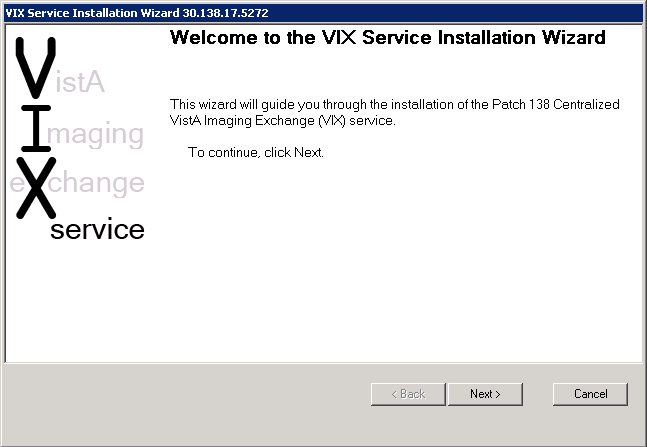 VIX Service Installation Wizard 30.138.17.5272
VistA
Imaging
eXchange
service
Welcome to the VIX Service Installation Wizard
This wizard will guide you through the installation of the Patch 138 Centralized
VistA Imaging Exchange (VIX) service.
To continue, click Next.
< Back
Next >
Cancel